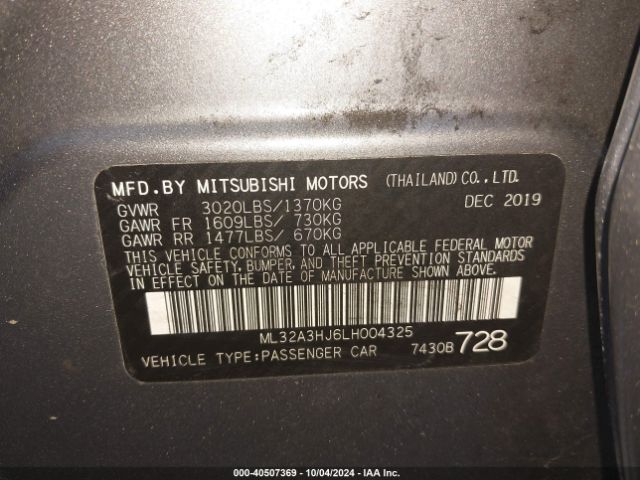 MFD.BY MITSUBISHI MOTORS (THAILAND)CO.,LTD.
GVWR 3020LBS/1370KG DEC 2019
GAWR FR 1609LBS/ 730KG
GAWR RR 1477LBS/ 670KG
THIS VEHICLE CONFORMS TO ALL APPLICABLE FEDERAL MOTOR
VEHICLE SAFETY, BUMPER, AND THEFT PREVENTION STANDARDS
IN EFFECT ON THE DATE OF MANUFACTURE SHOWN ABOVE.
ML32A3HJ6LH004325
VEHICLE TYPE:PASSENGER CAR 7430B 728
000-40507369 - 10/04/2024 - IAAI.com